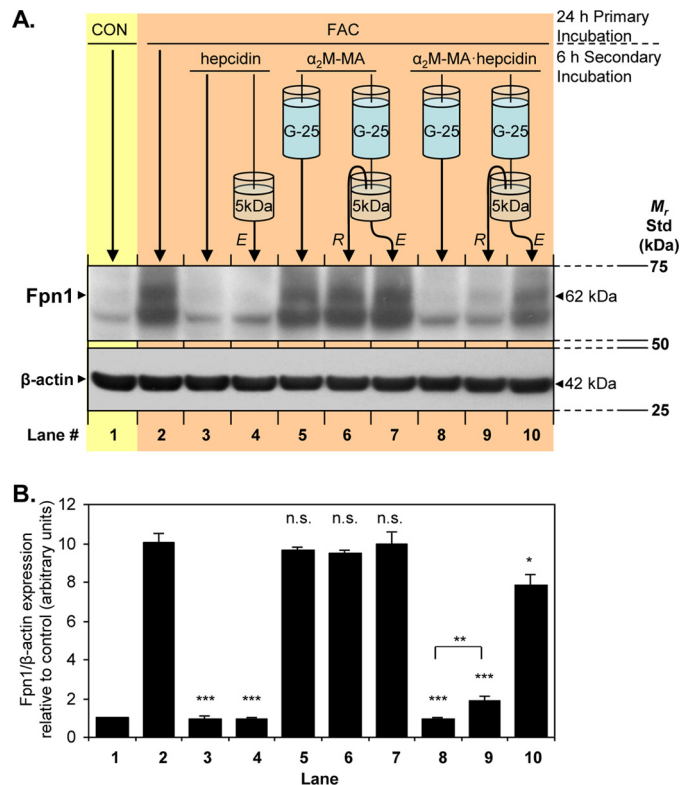 A.
CON
FAC
24 h Primary
Incubation
6 h Secondary
Incubation
hepcidin
α₂M-MA
α₂M-MA·hepcidin
G-25
G-25
G-25
G-25
5kDa
5kDa
5kDa
E
R
E
R
E
Mr
Std
(kDa)
75
Fpn1
62 kDa
50
β-actin
42 kDa
25
Lane #
1
2
3
4
5
6
7
8
9
10
B.
Fpn1/β-actin expression
relative to control (arbitrary units)
12
10
8
6
4
2
0
***
***
n.s.
n.s.
n.s.
***
**
***
*
1
2
3
4
5
6
7
8
9
10
Lane